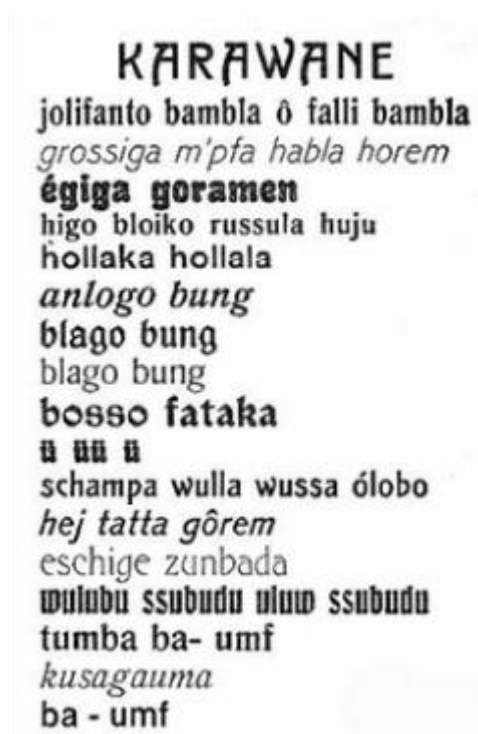 KARAWANE
jolifanto bambla ô falli bambla
grossiga m'pfa habla horem
égiga goramen
higo bloiko russula huju
hollaka hollala
anlogo bung
blago bung
blago bung
bosso fataka
ü üü ü
schampa wulla wussa ólobo
hej tatta gôrem
eschige zunbada
wulubu ssubudu uluw ssubudu
tumba ba- umf
kusagauma
ba - umf